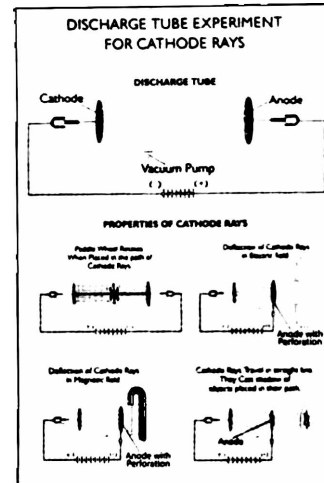 DISCHARGE TUBE EXPERIMENT
FOR CATHODE RAYS
DISCHARGE TUBE
Cathode
Anode
Vacuum Pump
(-) (+)
PROPERTIES OF CATHODE RAYS
Paddle Wheel Rotates
When Placed in the path of
Cathode Rays
Deflection of Cathode Rays
in Electric field
Anode with
Perforation
Deflection of Cathode Rays
in Magnetic field
Anode with
Perforation
Cathode Rays Travel in straight line
They Cast shadow of
objects placed in their path.
Anode